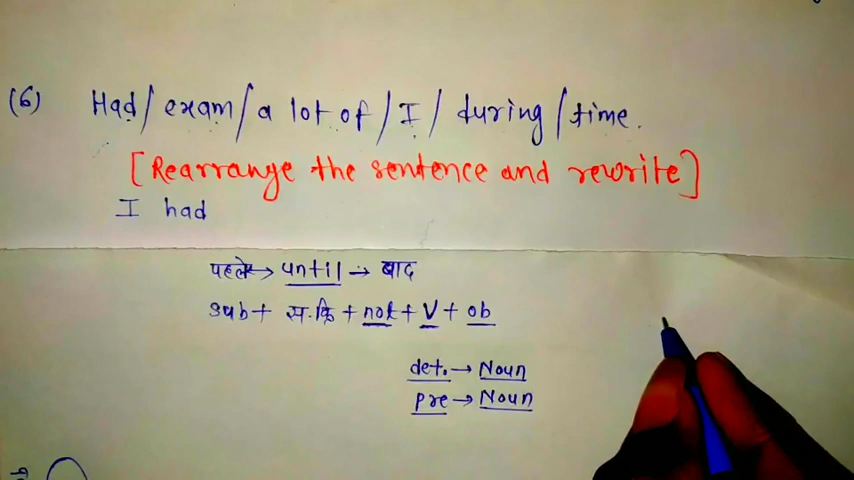 (6) Had/ exam/ a lot of / I / during / time.
[Rearrange the sentence and rewrite]
I had
पहले → until → बाद
sub + स.क्रि + not + V + ob
det. → Noun
pre → Noun